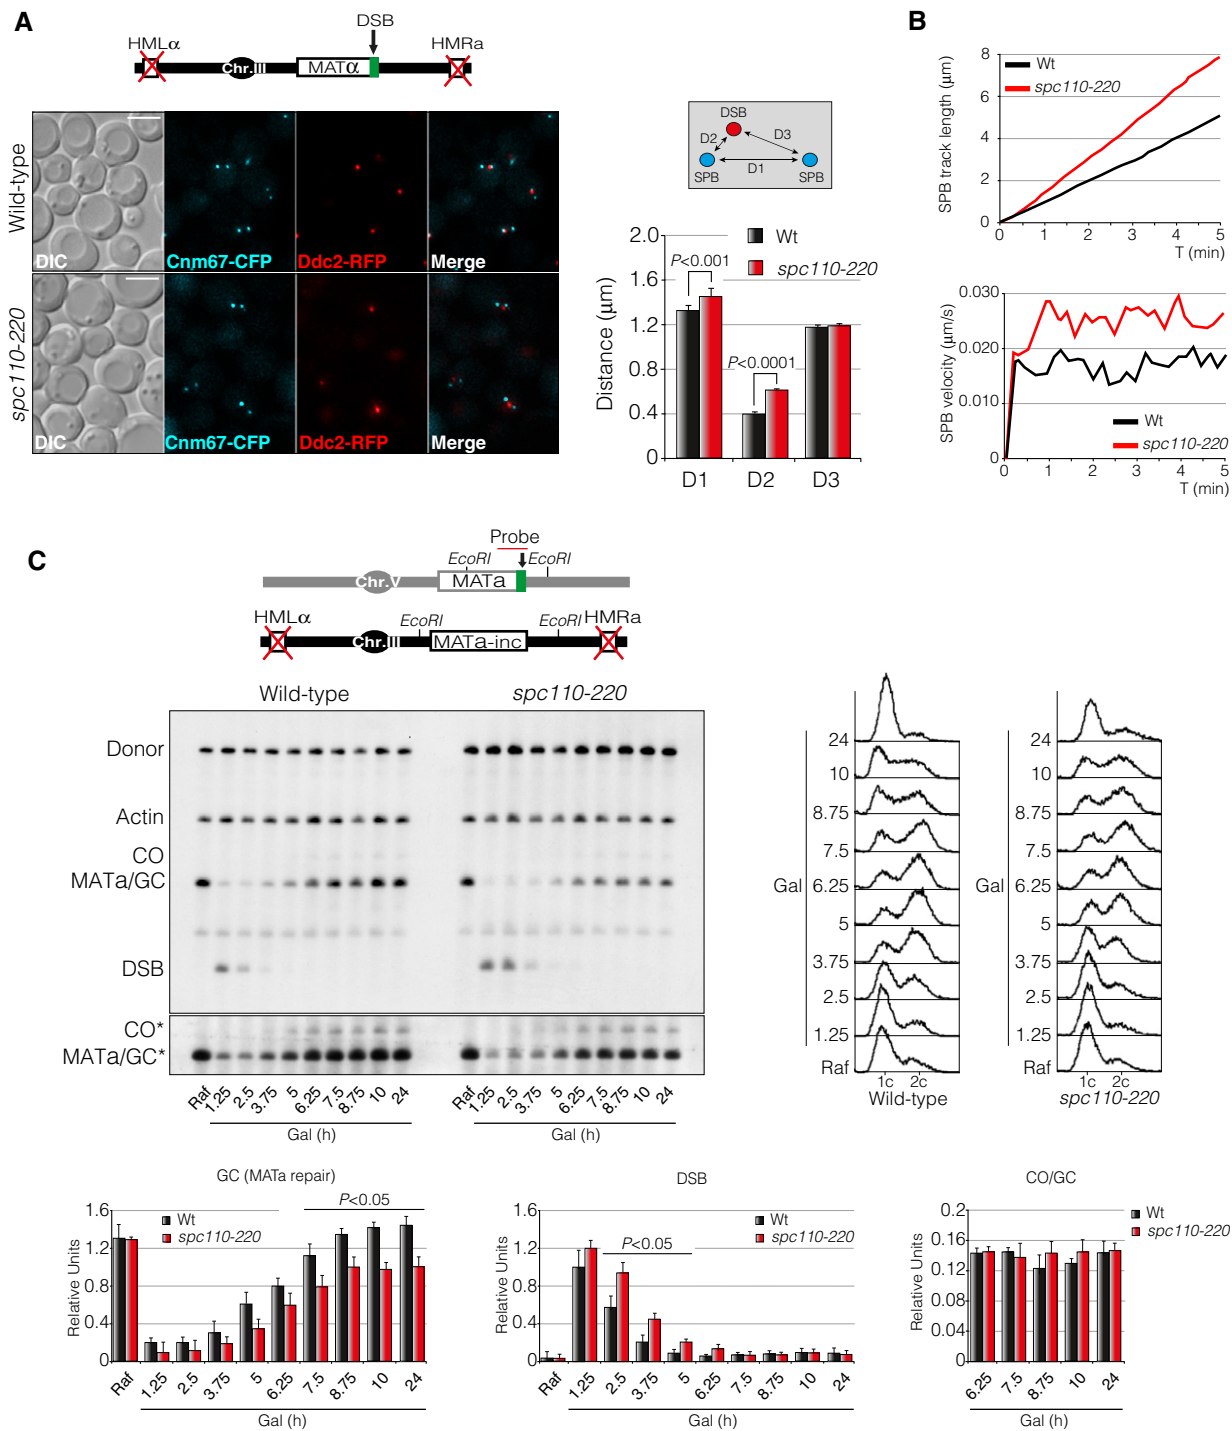 A
DSB
HMLα
HMRa
Chr.III
MATα
Wild-type
DIC
Cnm67-CFP
Ddc2-RFP
Merge
spc110-220
DIC
Cnm67-CFP
Ddc2-RFP
Merge
DSB
D2
D3
D1
SPB
SPB
Wt
spc110-220
Distance (µm)
2.0
1.6
1.2
0.8
0.4
0
P<0.001
P<0.0001
D1
D2
D3
B
SPB track length (µm)
8
6
4
2
0
Wt
spc110-220
0 1 2 3 4 5
T (min)
SPB velocity (µm/s)
0.030
0.020
0.010
0
Wt
spc110-220
0 1 2 3 4 5
T (min)
C
Probe
EcoRI
EcoRI
Chr.V
MATa
HMLα
EcoRI
EcoRI
HMRa
Chr.III
MATa-inc
Wild-type
spc110-220
Donor
Actin
CO
MATa/GC
DSB
CO*
MATa/GC*
Raf 1.25 2.5 3.75 5 6.25 7.5 8.75 10 24
Gal (h)
Raf 1.25 2.5 3.75 5 6.25 7.5 8.75 10 24
Gal (h)
Gal
24
10
8.75
7.5
6.25
5
3.75
2.5
1.25
Raf
1c 2c
Wild-type
Gal
24
10
8.75
7.5
6.25
5
3.75
2.5
1.25
Raf
1c 2c
spc110-220
GC (MATa repair)
Relative Units
1.6
1.2
0.8
0.4
0
Wt
spc110-220
P<0.05
Raf 1.25 2.5 3.75 5 6.25 7.5 8.75 10 24
Gal (h)
DSB
Relative Units
1.6
1.2
0.8
0.4
0
P<0.05
Wt
spc110-220
Raf 1.25 2.5 3.75 5 6.25 7.5 8.75 10 24
Gal (h)
CO/GC
Relative Units
0.2
0.16
0.12
0.08
0.04
0
Wt
spc110-220
6.25 7.5 8.75 10 24
Gal (h)